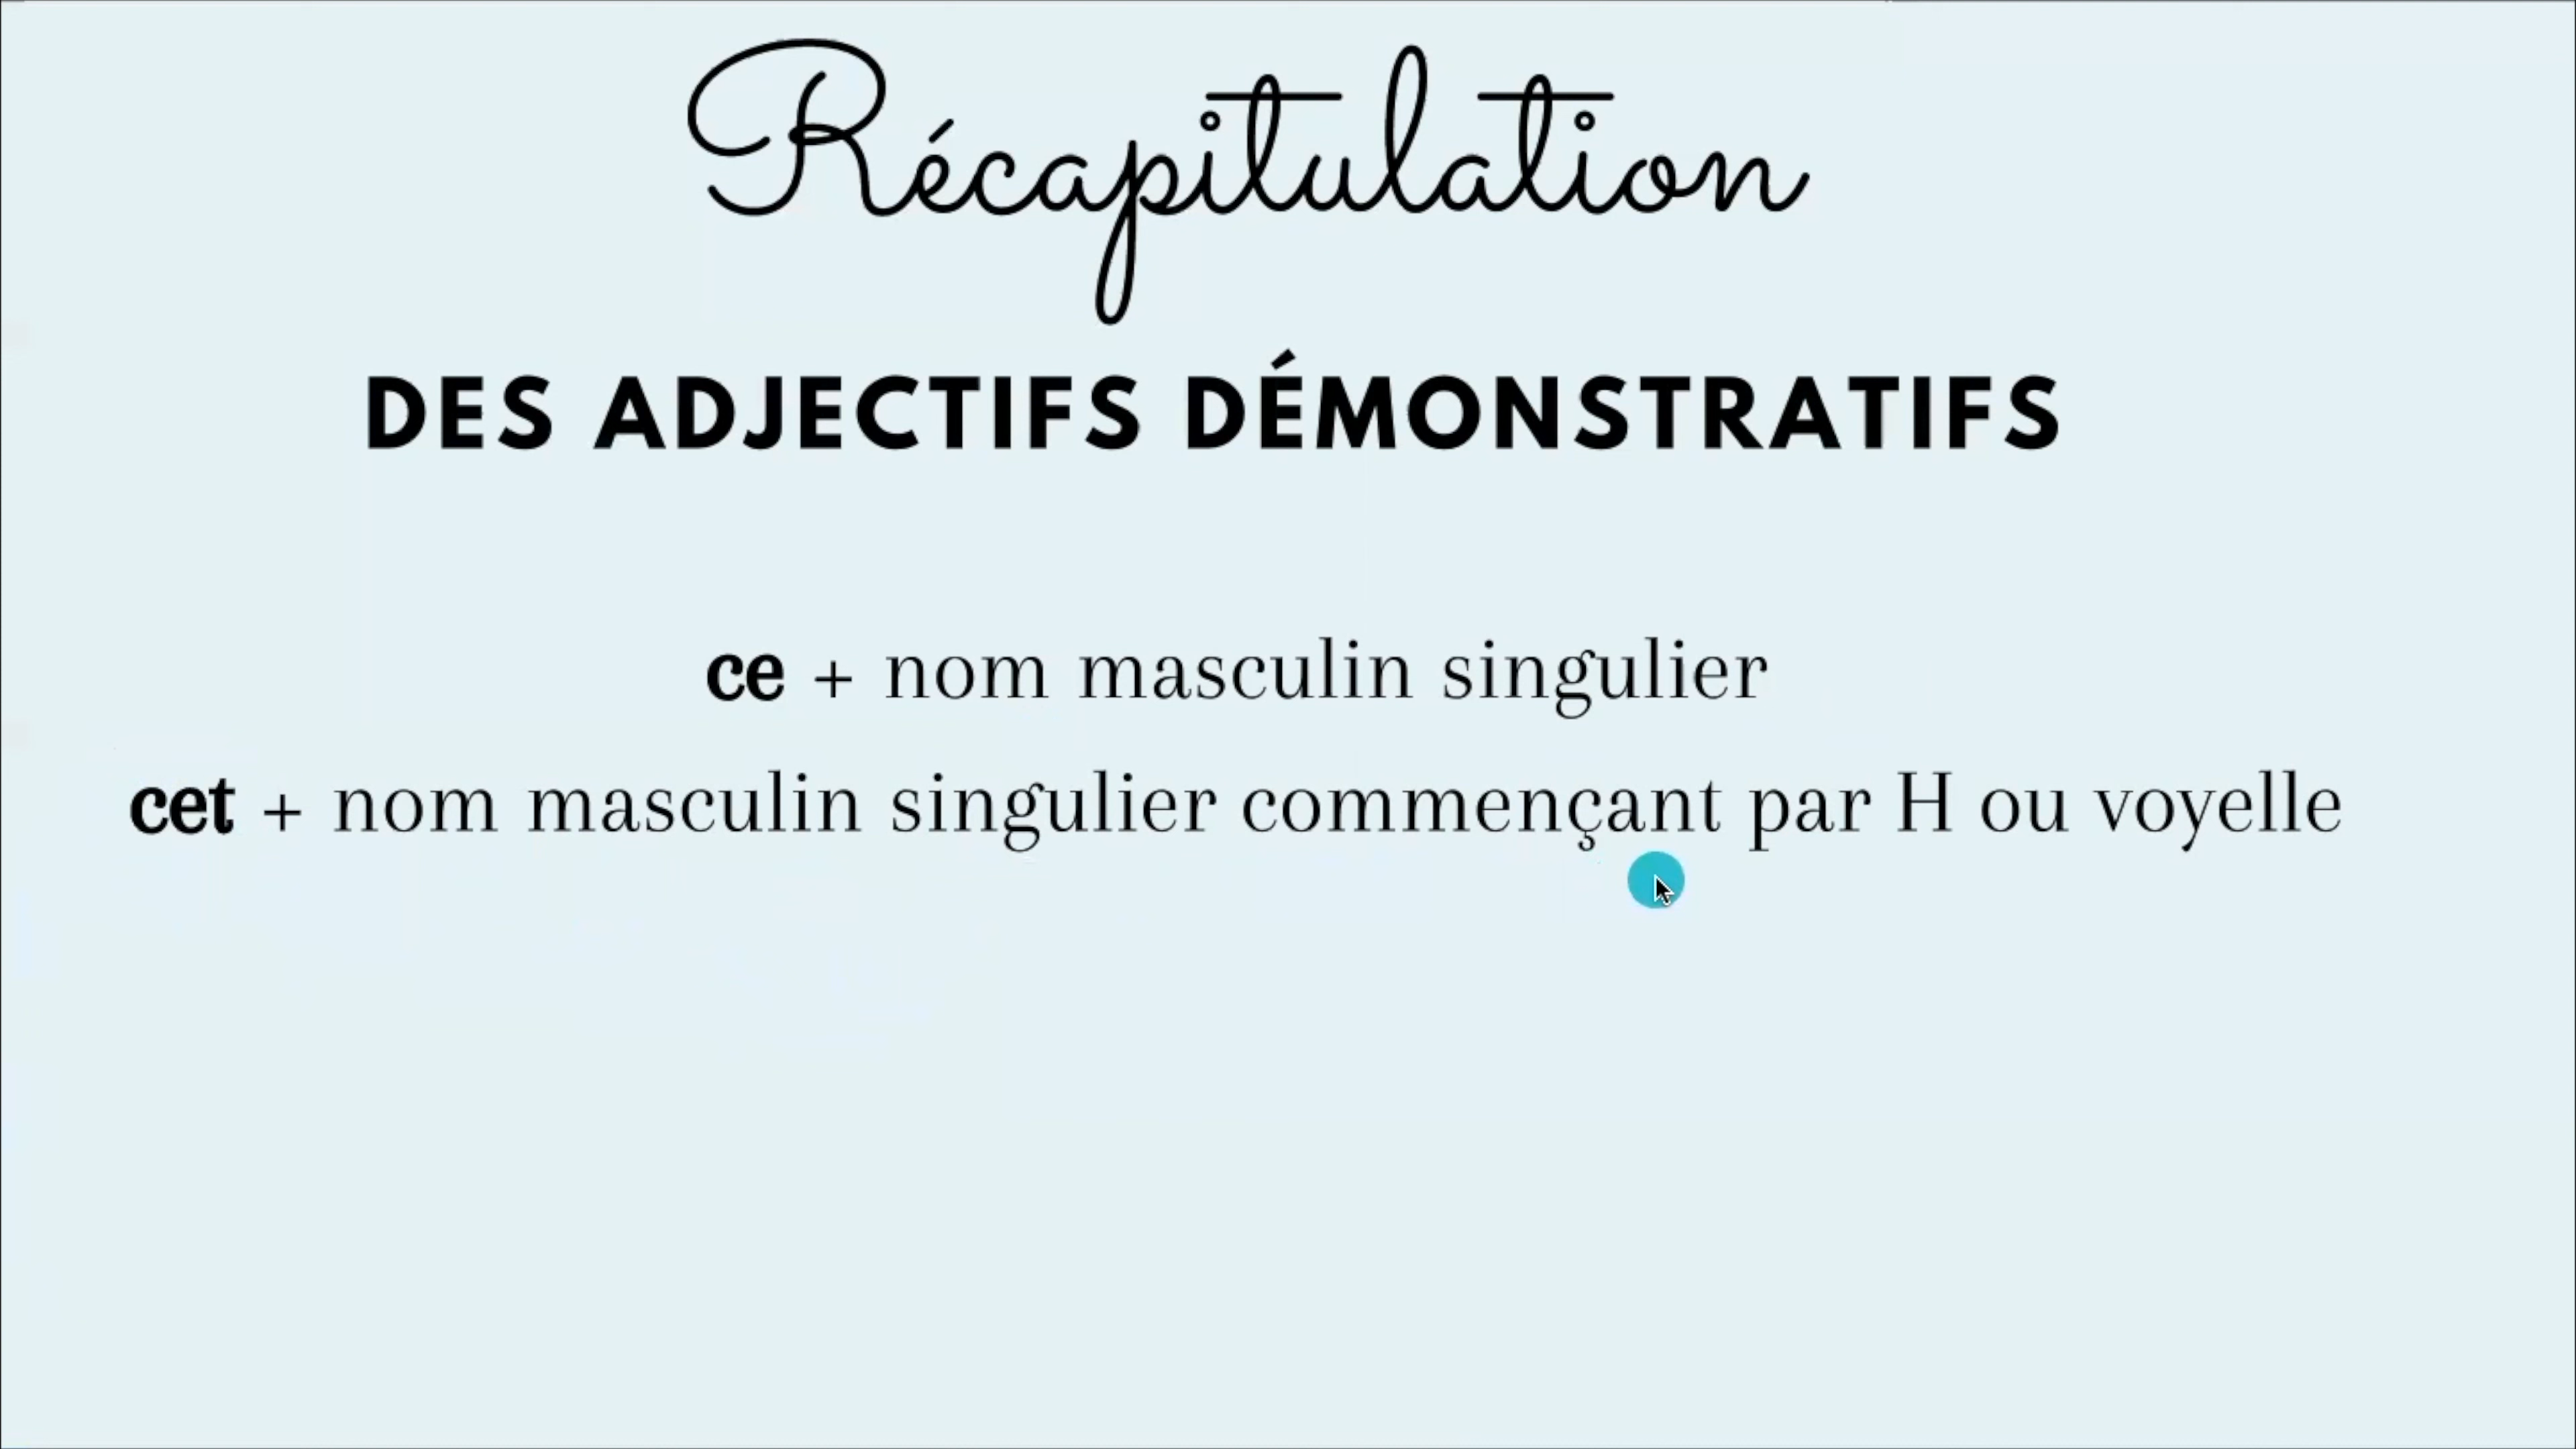 Récapitulation
DES ADJECTIFS DÉMONSTRATIFS
ce + nom masculin singulier
cet + nom masculin singulier commençant par H ou voyelle